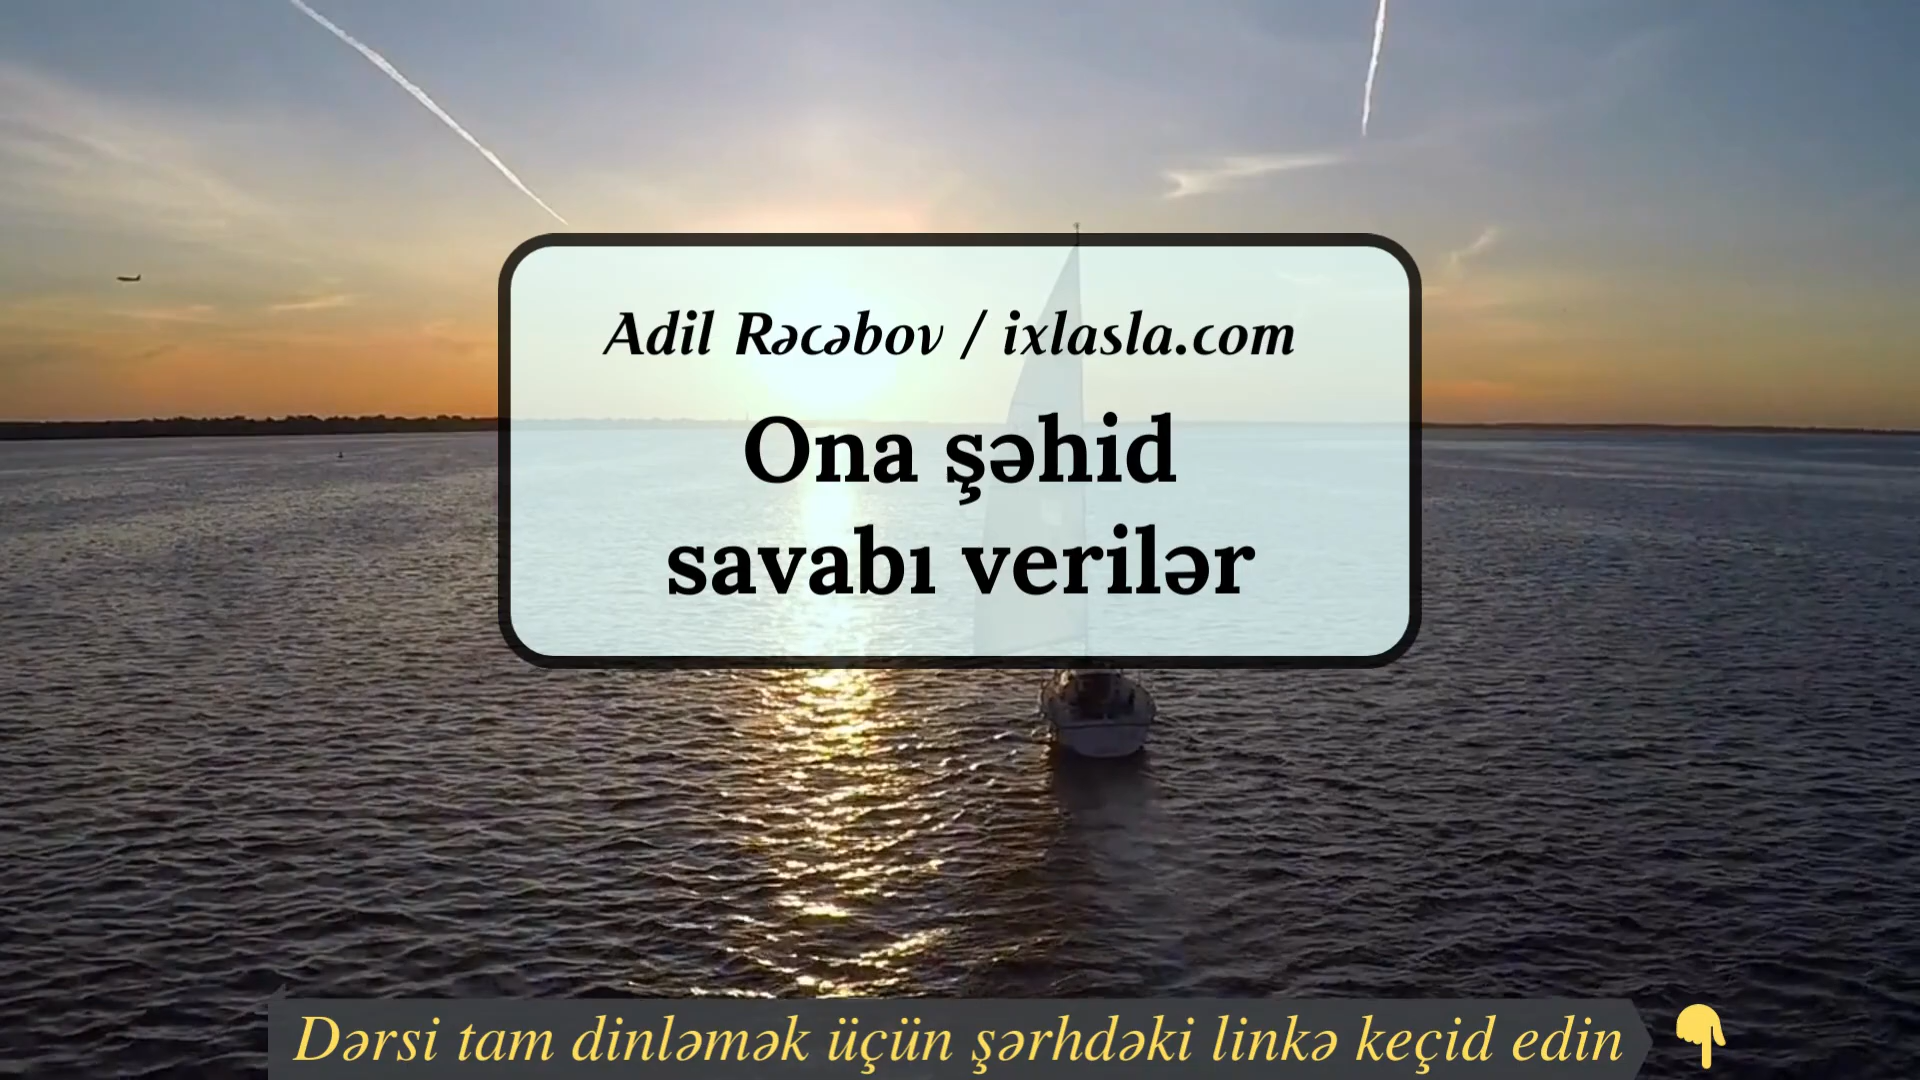 Adil Rəcəbov / ixlasla.com
Ona şəhid
savabı verilər
Dərsi tam dinləmək üçün şərhdəki linkə keçid edin